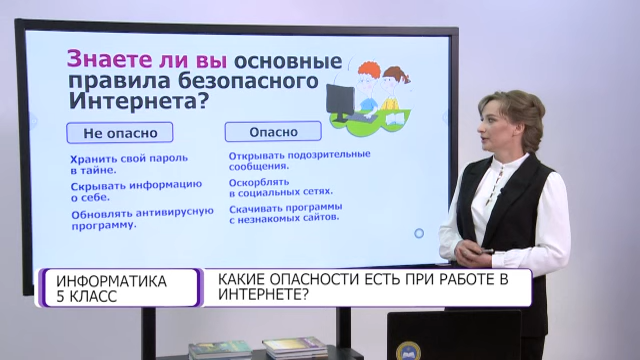 Знаете ли вы основные
правила безопасного
Интернета?
Не опасно
Опасно
Хранить свой пароль
в тайне.
Скрывать информацию
о себе.
Обновлять антивирусную
программу.
Открывать подозрительные
сообщения.
Оскорблять
в социальных сетях.
Скачивать программы
с незнакомых сайтов.
ИНФОРМАТИКА
5 КЛАСС
КАКИЕ ОПАСНОСТИ ЕСТЬ ПРИ РАБОТЕ В
ИНТЕРНЕТЕ?